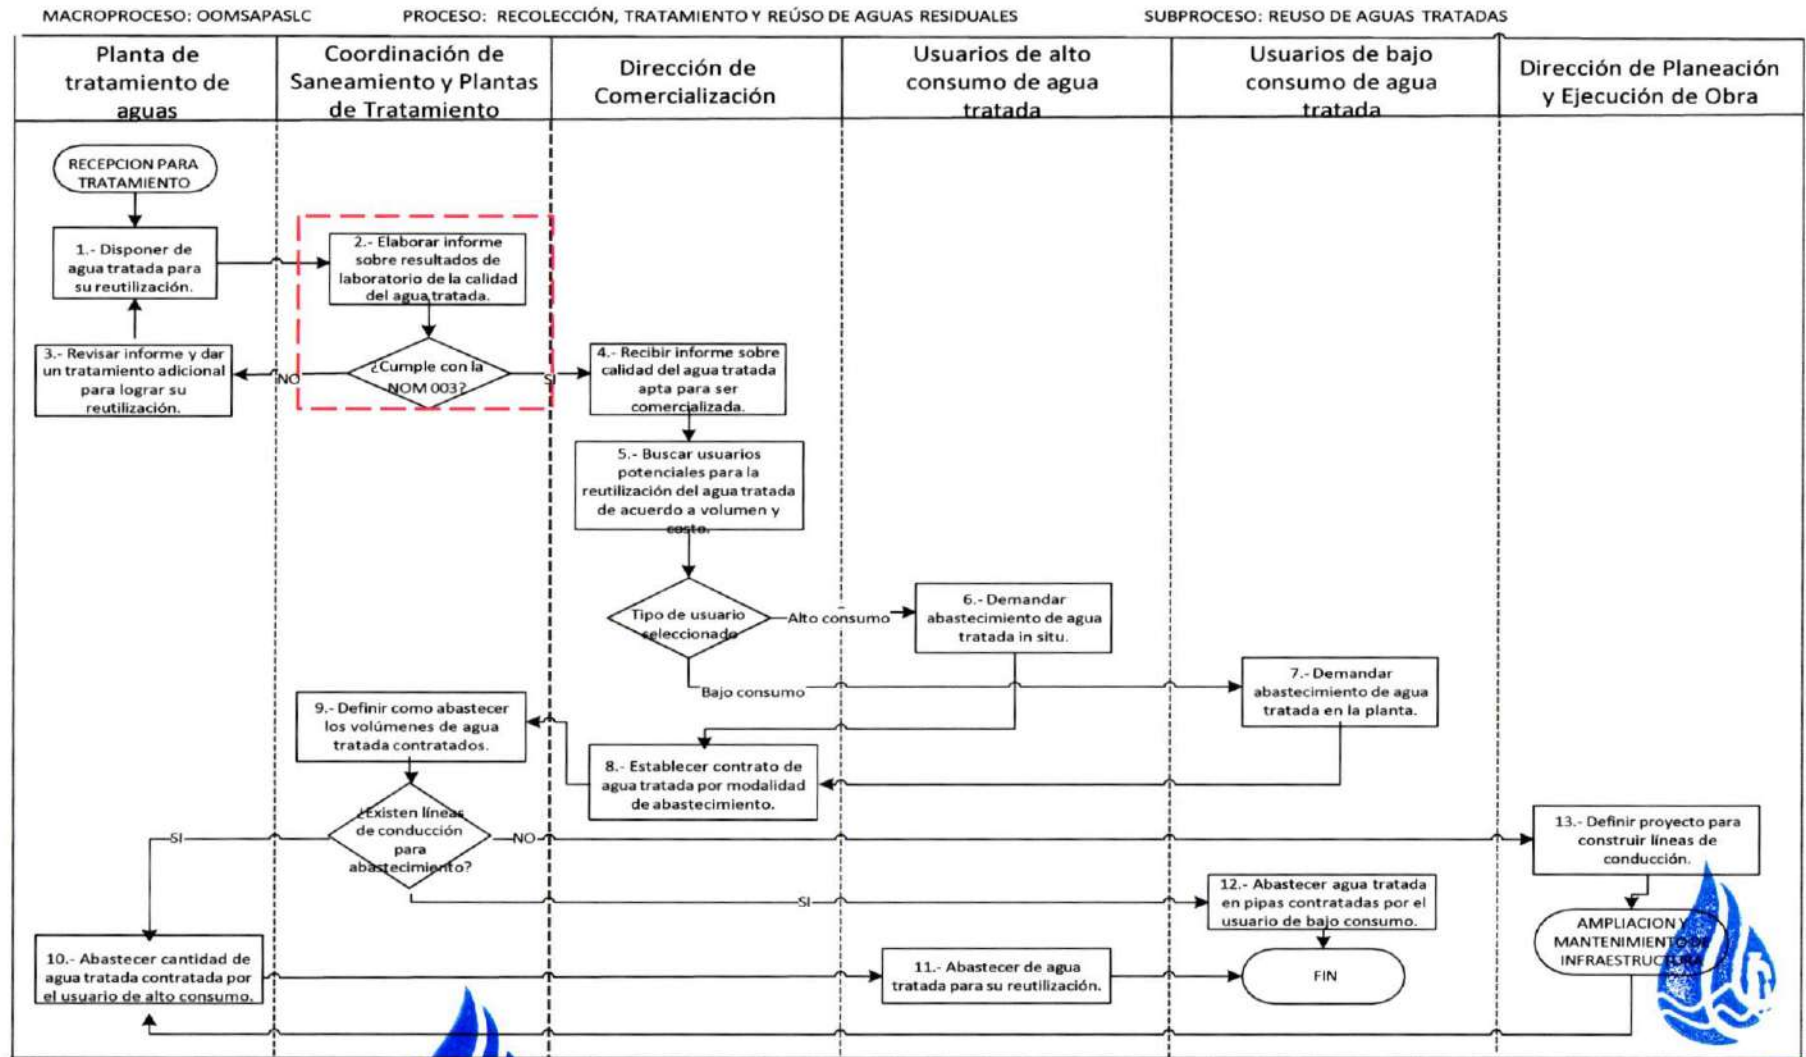 MACROPROCESO: OOMSAPASLC PROCESO: RECOLECCIÓN, TRATAMIENTO Y REÚSO DE AGUAS RESIDUALES SUBPROCESO: REUSO DE AGUAS TRATADAS
Planta de
tratamiento de
aguas
Coordinación de
Saneamiento y Plantas
de Tratamiento
Dirección de
Comercialización
Usuarios de alto
consumo de agua
tratada
Usuarios de bajo
consumo de agua
tratada
Dirección de Planeación
y Ejecución de Obra
RECEPCION PARA
TRATAMIENTO
1.- Disponer de
agua tratada para
su reutilización.
2.- Elaborar informe
sobre resultados de
laboratorio de la calidad
del agua tratada.
3.- Revisar informe y dar
un tratamiento adicional
para lograr su
reutilización.
NO
¿Cumple con la
NOM 003?
SI
4.- Recibir informe sobre
calidad del agua tratada
apta para ser
comercializada.
5.- Buscar usuarios
potenciales para la
reutilización del agua tratada
de acuerdo a volumen y
costo.
Tipo de usuario
seleccionado
Alto consumo
6.- Demandar
abastecimiento de agua
tratada in situ.
Bajo consumo
7.- Demandar
abastecimiento de agua
tratada en la planta.
9.- Definir como abastecer
los volúmenes de agua
tratada contratados.
8.- Establecer contrato de
agua tratada por modalidad
de abastecimiento.
SI
¿Existen líneas
de conducción
para
abastecimiento?
NO
13.- Definir proyecto para
construir líneas de
conducción.
SI
12.- Abastecer agua tratada
en pipas contratadas por el
usuario de bajo consumo.
AMPLIACION Y
MANTENIMIENTO DE
INFRAESTRUCTURA
10.- Abastecer cantidad de
agua tratada contratada por
el usuario de alto consumo.
11.- Abastecer de agua
tratada para su reutilización.
FIN